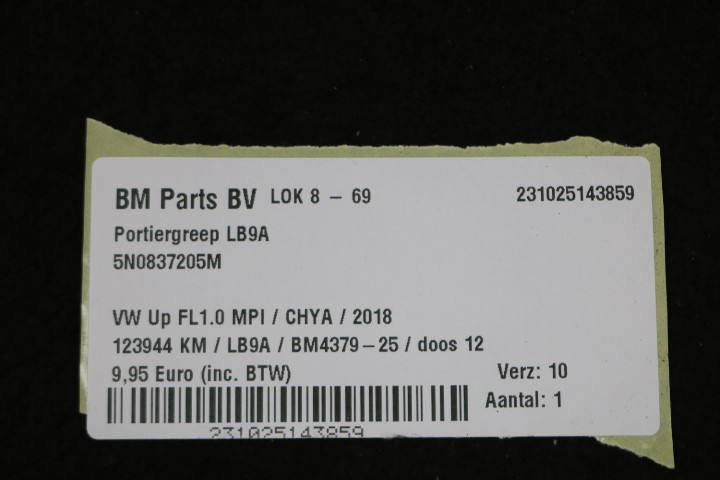 BM Parts BV LOK 8 – 69 231025143859
Portiergreep LB9A
5N0837205M
VW Up FL1.0 MPI / CHYA / 2018
123944 KM / LB9A / BM4379–25 / doos 12
9,95 Euro (inc. BTW) Verz: 10
Aantal: 1
231025143859